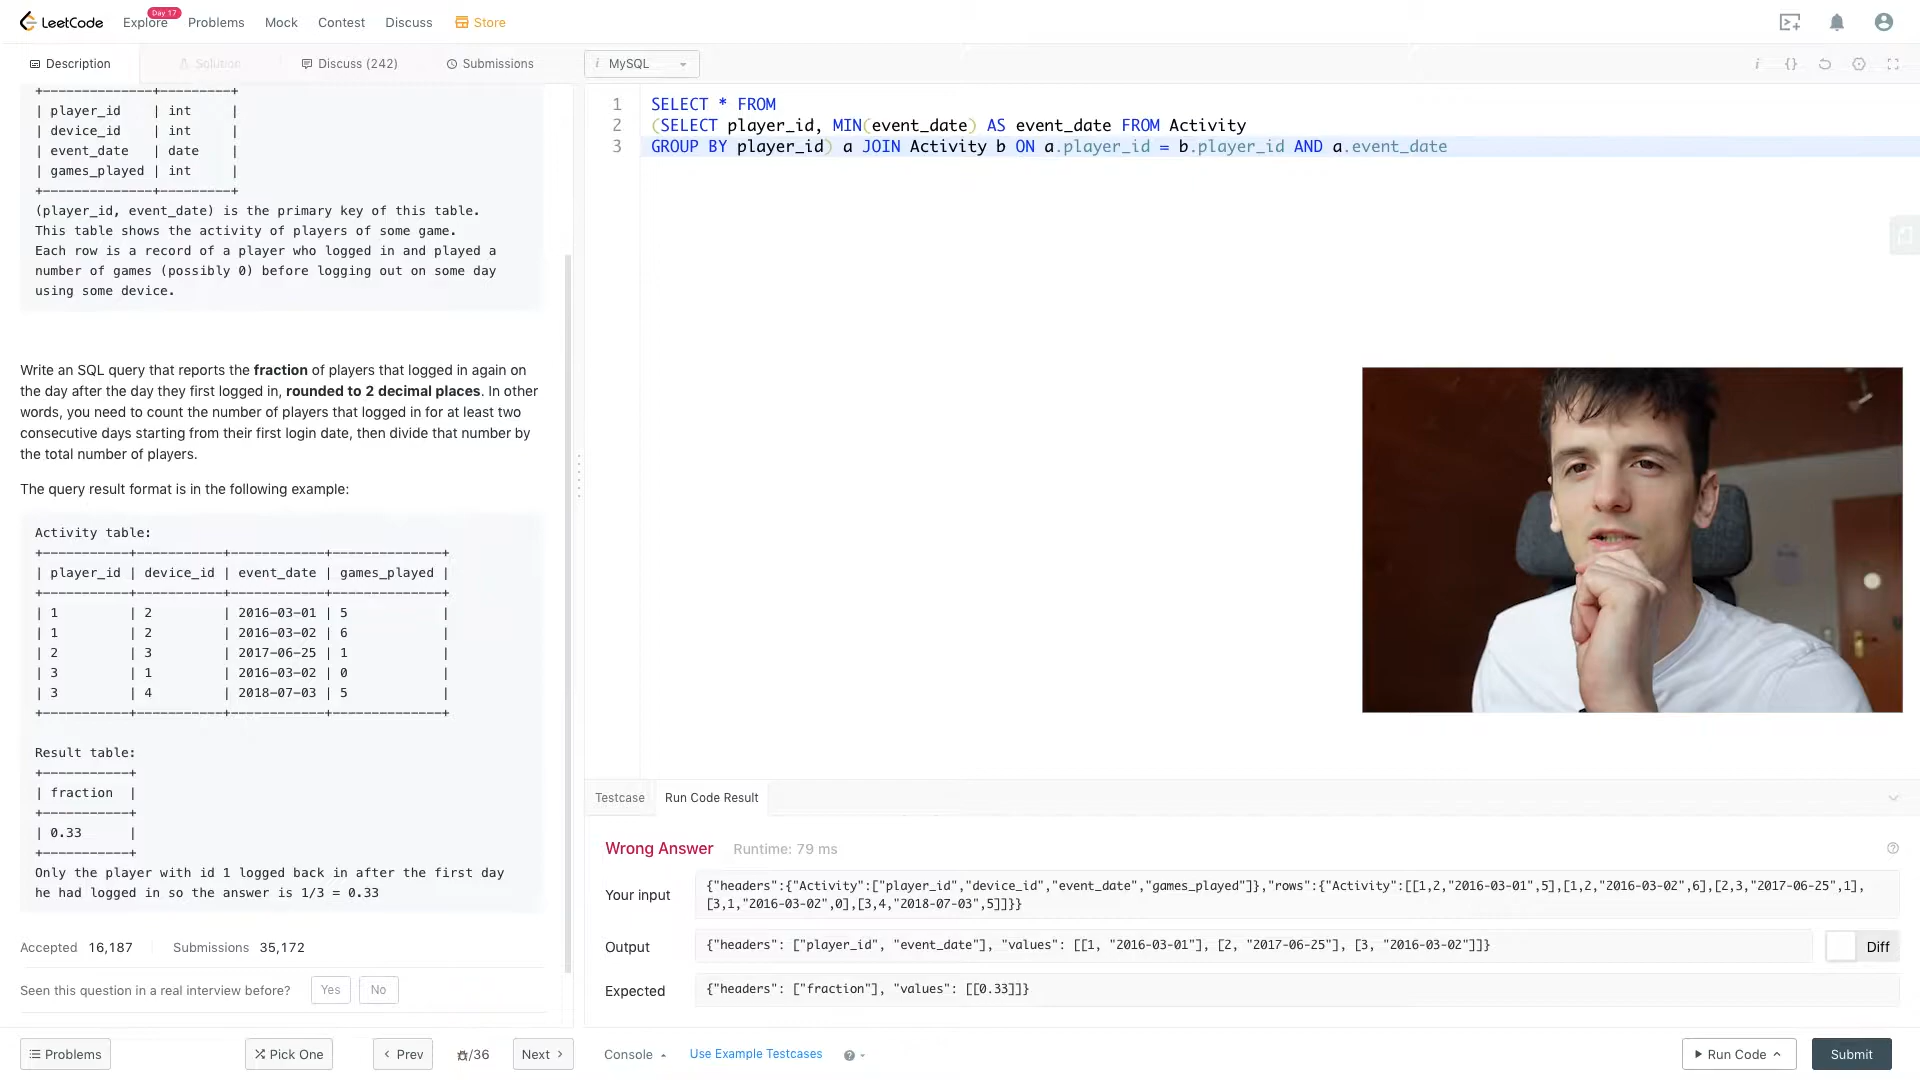 LeetCode Explore Day 17 Problems Mock Contest Discuss Store
Description Solution Discuss (242) Submissions i MySQL
+--------------+---------+
| player_id | int |
| device_id | int |
| event_date | date |
| games_played | int |
+--------------+---------+
(player_id, event_date) is the primary key of this table.
This table shows the activity of players of some game.
Each row is a record of a player who logged in and played a
number of games (possibly 0) before logging out on some day
using some device.
Write an SQL query that reports the fraction of players that logged in again on
the day after the day they first logged in, rounded to 2 decimal places. In other
words, you need to count the number of players that logged in for at least two
consecutive days starting from their first login date, then divide that number by
the total number of players.
The query result format is in the following example:
Activity table:
+-----------+-----------+------------+--------------+
| player_id | device_id | event_date | games_played |
+-----------+-----------+------------+--------------+
| 1 | 2 | 2016-03-01 | 5 |
| 1 | 2 | 2016-03-02 | 6 |
| 2 | 3 | 2017-06-25 | 1 |
| 3 | 1 | 2016-03-02 | 0 |
| 3 | 4 | 2018-07-03 | 5 |
+-----------+-----------+------------+--------------+
Result table:
+-----------+
| fraction |
+-----------+
| 0.33 |
+-----------+
Only the player with id 1 logged back in after the first day
he had logged in so the answer is 1/3 = 0.33
Accepted 16,187 Submissions 35,172
Seen this question in a real interview before? Yes No
Problems Pick One < Prev /36 Next >
1 SELECT * FROM
2 (SELECT player_id, MIN(event_date) AS event_date FROM Activity
3 GROUP BY player_id) a JOIN Activity b ON a.player_id = b.player_id AND a.event_date
Testcase Run Code Result
Wrong Answer Runtime: 79 ms
Your input {"headers":{"Activity":["player_id","device_id","event_date","games_played"]},"rows":{"Activity":[[1,2,"2016-03-01",5],[1,2,"2016-03-02",6],[2,3,"2017-06-25",1],
[3,1,"2016-03-02",0],[3,4,"2018-07-03",5]]}}
Output {"headers": ["player_id", "event_date"], "values": [[1, "2016-03-01"], [2, "2017-06-25"], [3, "2016-03-02"]]} Diff
Expected {"headers": ["fraction"], "values": [[0.33]]}
Console Use Example Testcases ? Run Code Submit